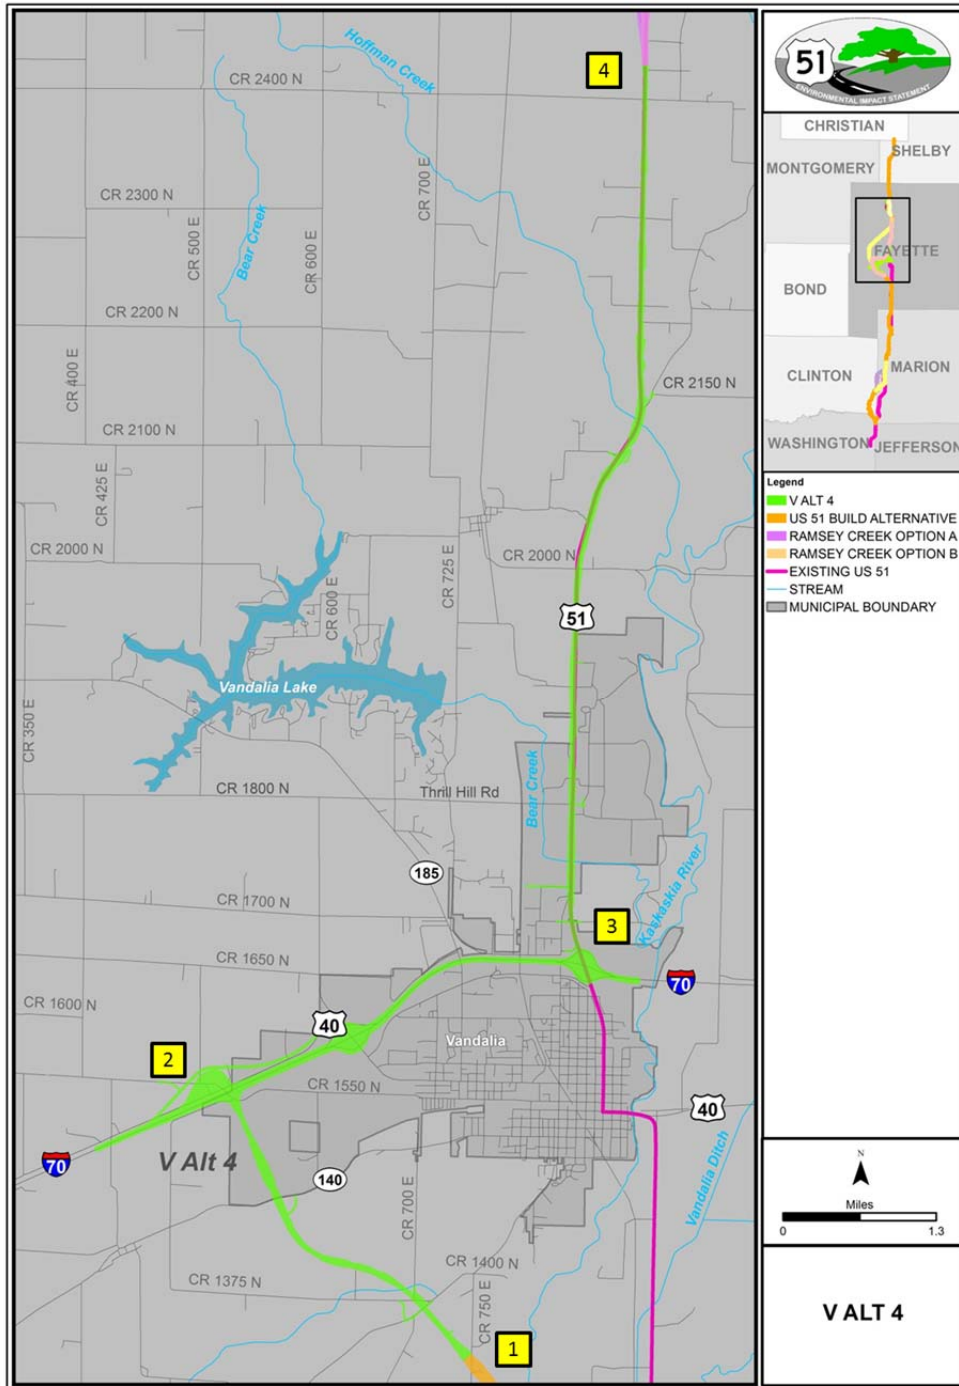 4
Hoffman Creek
CR 2400 N
Bear Creek
CR 700 E
CR 2300 N
CR 500 E
CR 600 E
CR 2200 N
CR 400 E
CR 2150 N
CR 2100 N
CR 425 E
CR 2000 N
CR 2000 N
CR 600 E
CR 725 E
51
Vandalia Lake
CR 350 E
CR 1800 N
Thrill Hill Rd
Bear Creek
185
Kaskaskia River
CR 1700 N
3
CR 1650 N
70
CR 1600 N
40
Vandalia
2
CR 1550 N
40
70
V Alt 4
140
Vandalia Ditch
CR 700 E
CR 1400 N
CR 1375 N
CR 750 E
1
51
ENVIRONMENTAL IMPACT STATEMENT
CHRISTIAN
SHELBY
MONTGOMERY
FAYETTE
BOND
MARION
CLINTON
WASHINGTON
JEFFERSON
Legend
V ALT 4
US 51 BUILD ALTERNATIVE
RAMSEY CREEK OPTION A
RAMSEY CREEK OPTION B
EXISTING US 51
STREAM
MUNICIPAL BOUNDARY
N
Miles
0 1.3
V ALT 4